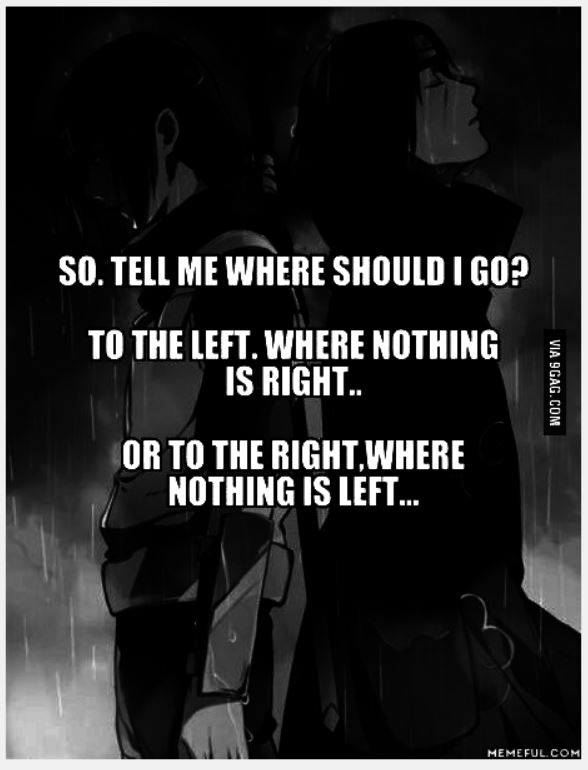 SO. TELL ME WHERE SHOULD I GO?
TO THE LEFT. WHERE NOTHING
IS RIGHT..
OR TO THE RIGHT,WHERE
NOTHING IS LEFT...
VIA 9GAG.COM
MEMEFUL.COM